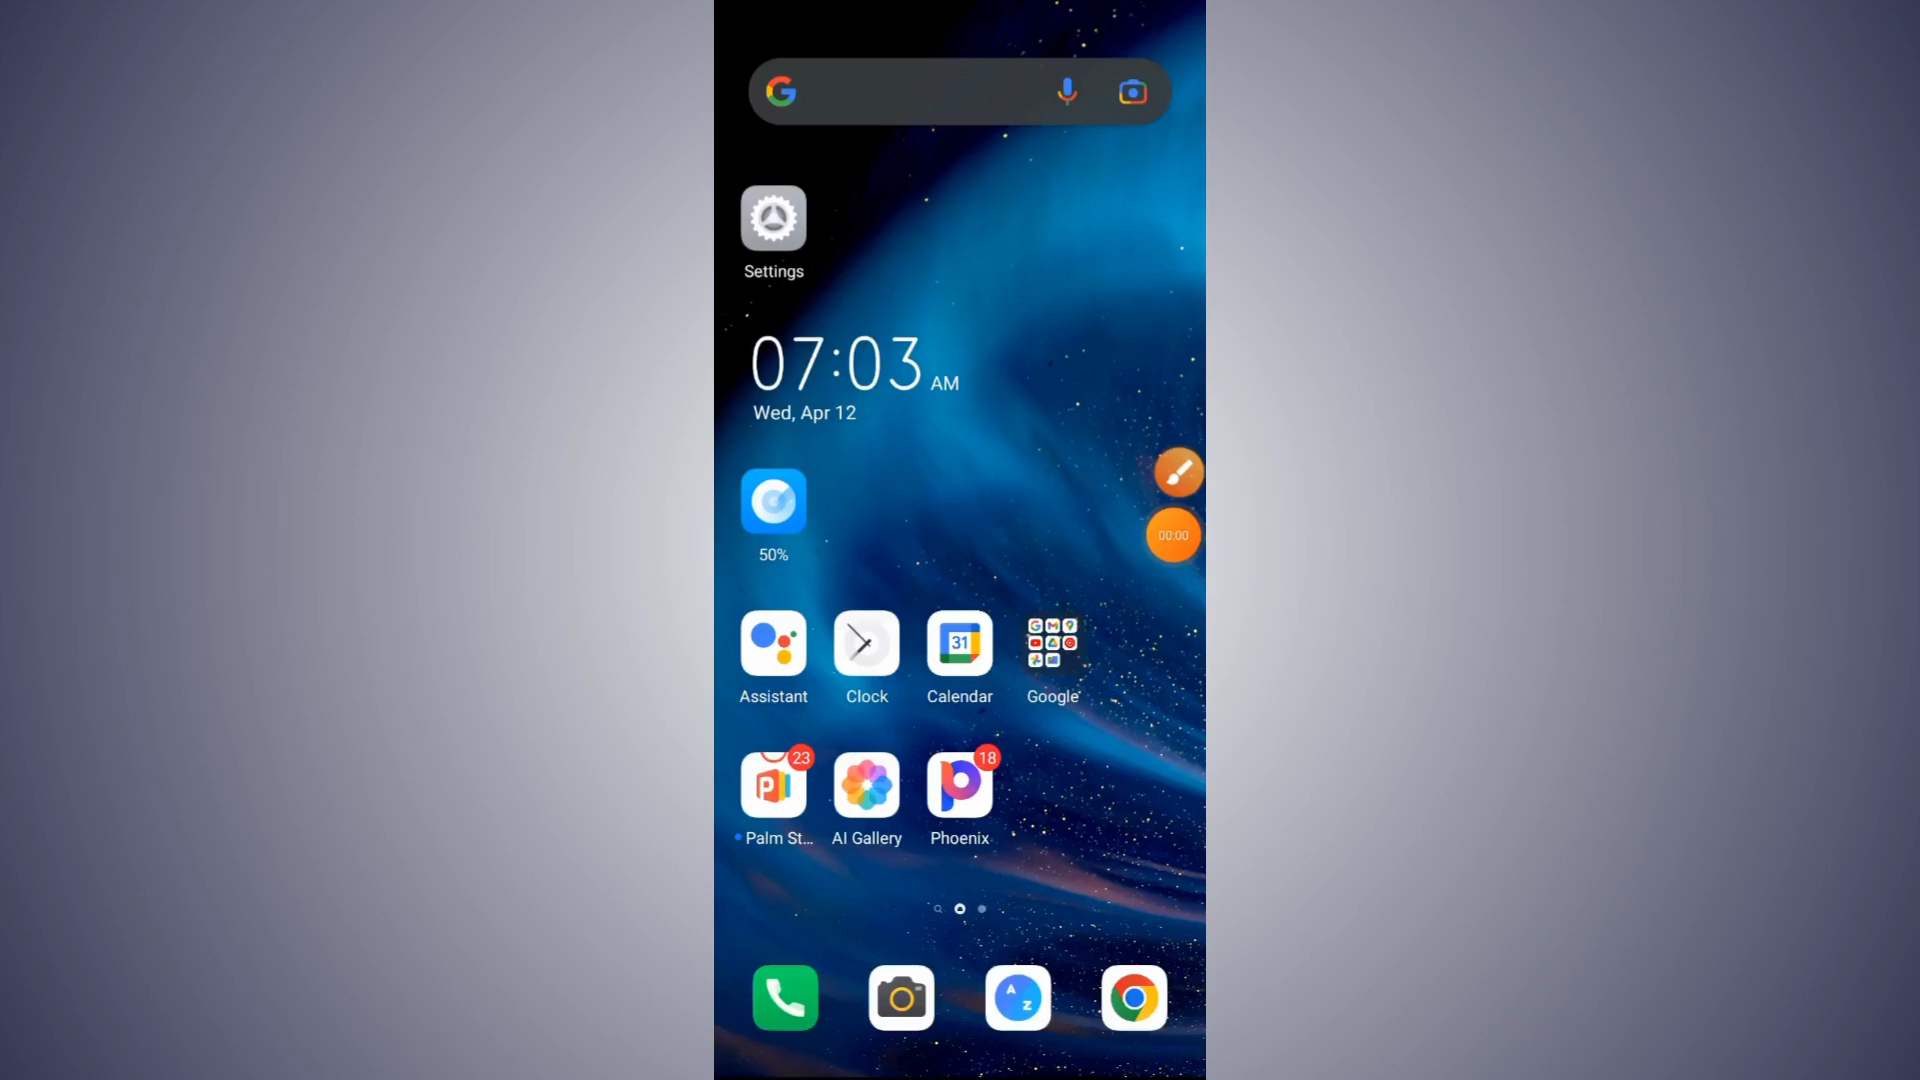 Settings
07:03 AM
Wed, Apr 12
00:00
50%
31
Assistant Clock Calendar Google
23 18
P
Palm St... AI Gallery Phoenix
A
Z